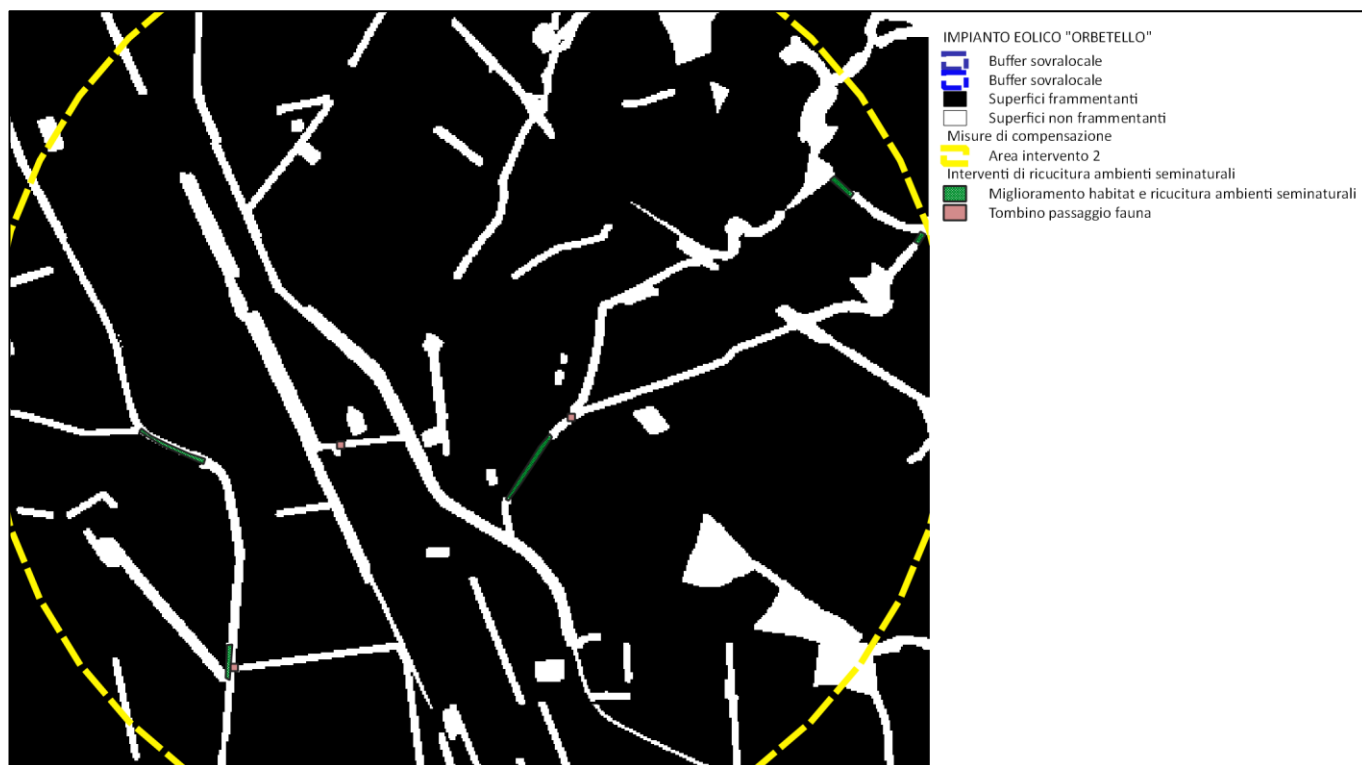 IMPIANTO EOLICO "ORBETELLO"
Buffer sovralocale
Buffer sovralocale
Superfici frammentanti
Superfici non frammentanti
Misure di compensazione
Area intervento 2
Interventi di ricucitura ambienti seminaturali
Miglioramento habitat e ricucitura ambienti seminaturali
Tombino passaggio fauna